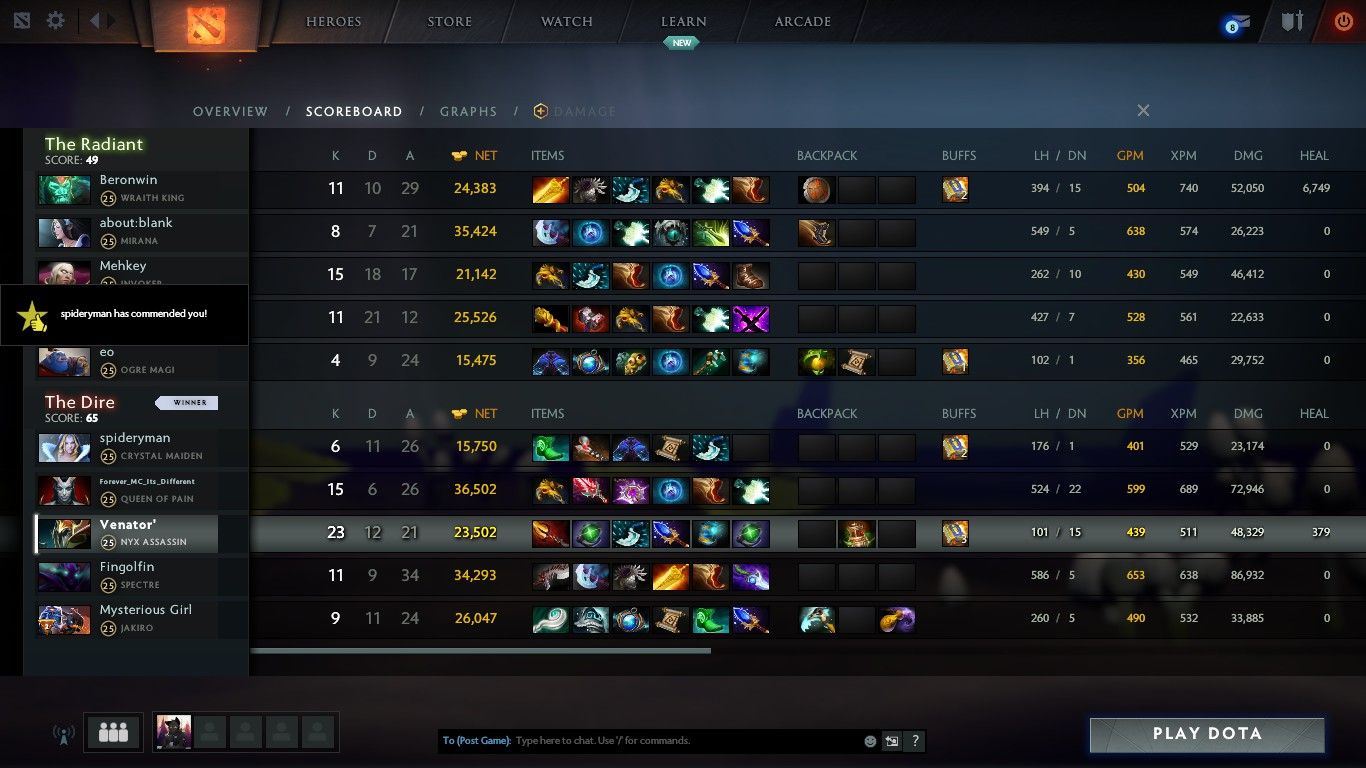 HEROES STORE WATCH LEARN ARCADE
8
NEW
OVERVIEW / SCOREBOARD / GRAPHS / DAMAGE
The Radiant
SCORE: 49
K D A NET ITEMS BACKPACK BUFFS LH / DN GPM XPM DMG HEAL
Beronwin
25 WRAITH KING
11 10 29 24,383 2 394 / 15 504 740 52,050 6,749
about:blank
25 MIRANA
8 7 21 35,424 549 / 5 638 574 26,223 0
Mehkey
25 INVOKER
15 18 17 21,142 262 / 10 430 549 46,412 0
spideryman has commended you!
11 21 12 25,526 427 / 7 528 561 22,633 0
eo
25 OGRE MAGI
4 9 24 15,475 1 102 / 1 356 465 29,752 0
The Dire
WINNER
SCORE: 65
K D A NET ITEMS BACKPACK BUFFS LH / DN GPM XPM DMG HEAL
spideryman
25 CRYSTAL MAIDEN
6 11 26 15,750 2 176 / 1 401 529 23,174 0
Forever_MC_Its_Different
25 QUEEN OF PAIN
15 6 26 36,502 524 / 22 599 689 72,946 0
Venator'
25 NYX ASSASSIN
23 12 21 23,502 2 101 / 15 439 511 48,329 379
Fingolfin
25 SPECTRE
11 9 34 34,293 586 / 5 653 638 86,932 0
Mysterious Girl
25 JAKIRO
9 11 24 26,047 260 / 5 490 532 33,885 0
To (Post Game): Type here to chat. Use '/' for commands.
?
PLAY DOTA